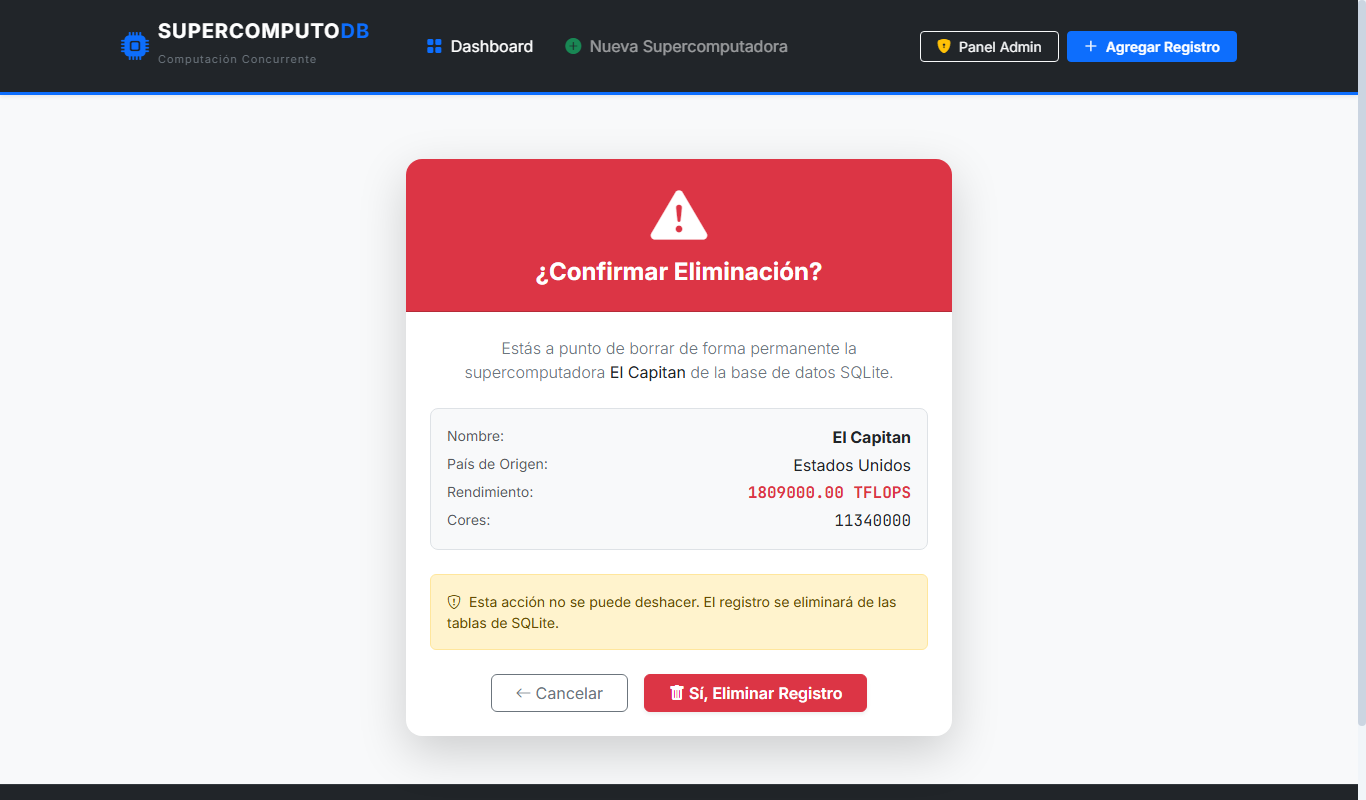 SUPERCOMPUTODB
Computación Concurrente
Dashboard
Nueva Supercomputadora
Panel Admin
Agregar Registro
¿Confirmar Eliminación?
Estás a punto de borrar de forma permanente la
supercomputadora El Capitan de la base de datos SQLite.
Nombre: El Capitan
País de Origen: Estados Unidos
Rendimiento: 1809000.00 TFLOPS
Cores: 11340000
Esta acción no se puede deshacer. El registro se eliminará de las
tablas de SQLite.
Cancelar
Sí, Eliminar Registro